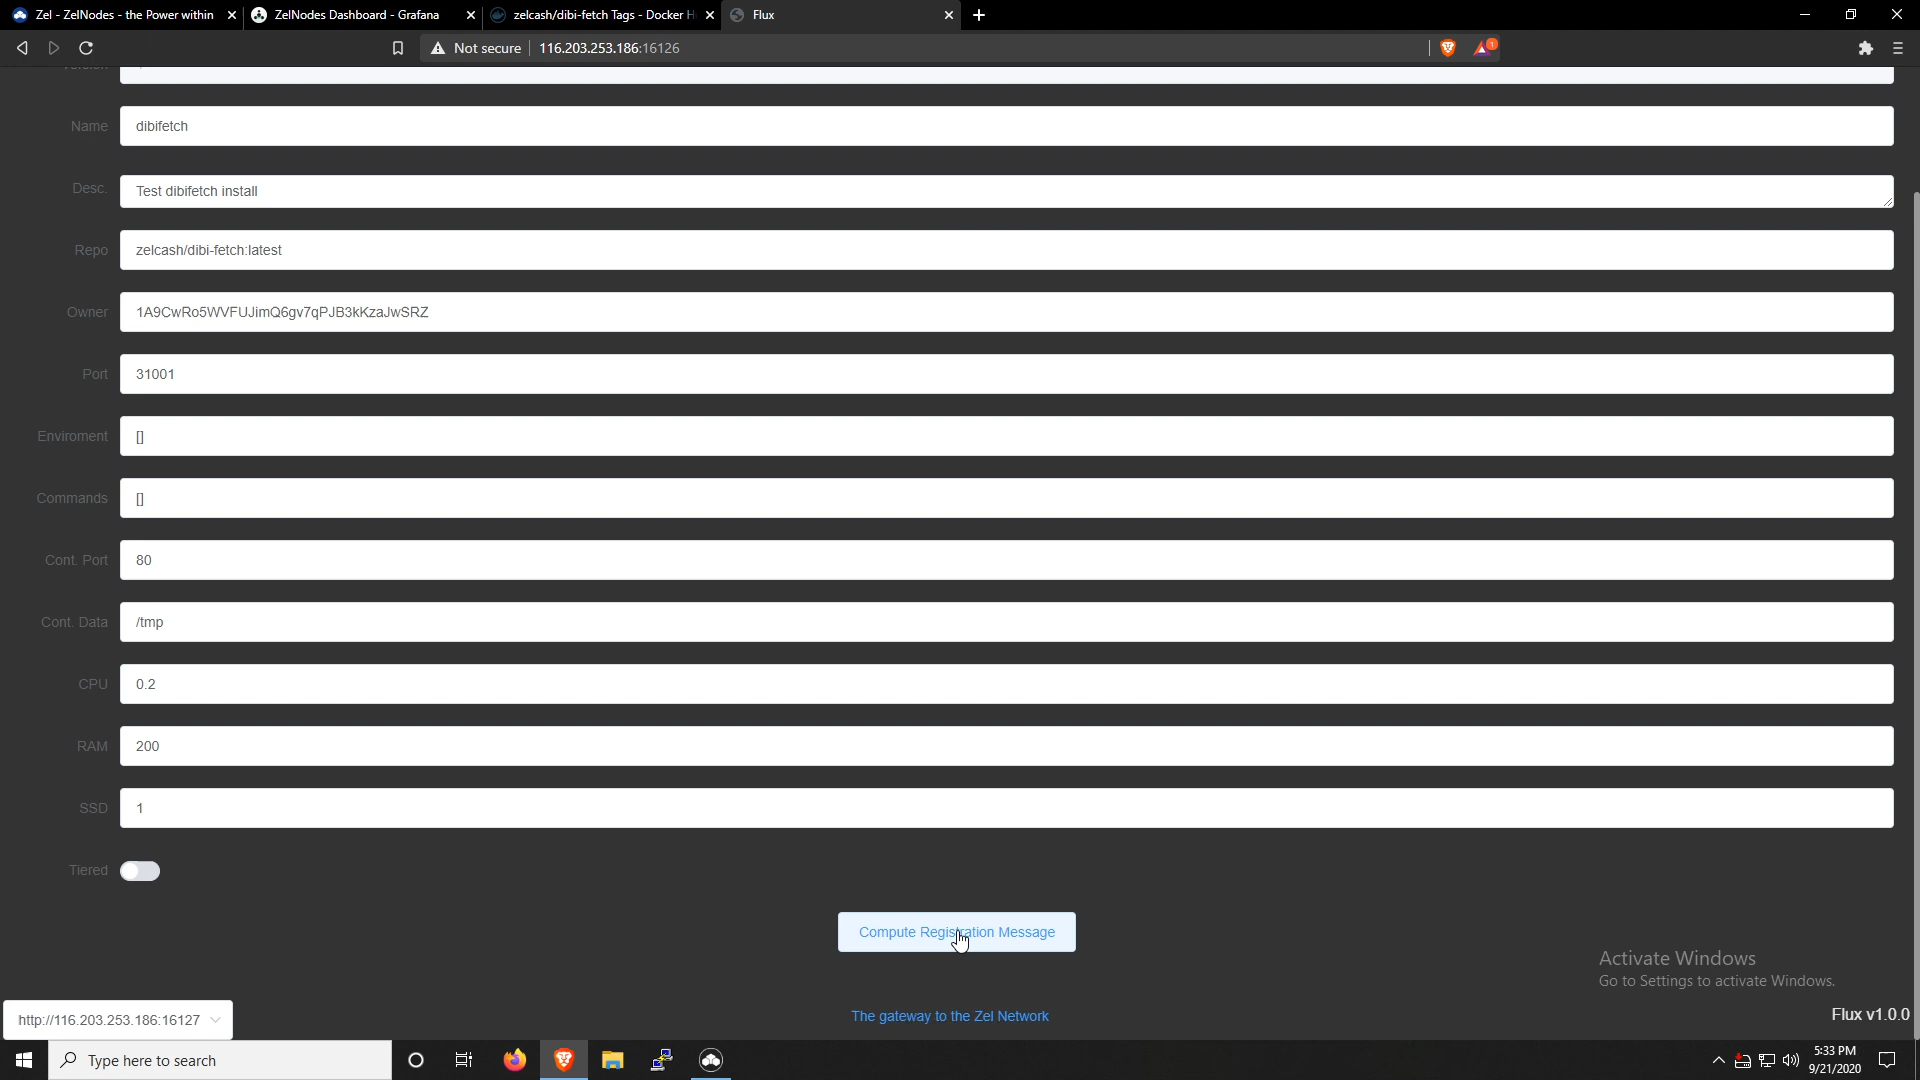 Zel - ZelNodes - the Power within
ZelNodes Dashboard - Grafana
zelcash/dibi-fetch Tags - Docker H
Flux
Not secure
116.203.253.186:16126
1
Name
dibifetch
Desc.
Test dibifetch install
Repo
zelcash/dibi-fetch:latest
Owner
1A9CwRo5WVFUJimQ6gv7qPJB3kKzaJwSRZ
Port
31001
Enviroment
[]
Commands
[]
Cont. Port
80
Cont. Data
/tmp
CPU
0.2
RAM
200
SSD
1
Tiered
Compute Registration Message
Activate Windows
Go to Settings to activate Windows.
http://116.203.253.186:16127
The gateway to the Zel Network
Flux v1.0.0
Type here to search
5:33 PM
9/21/2020